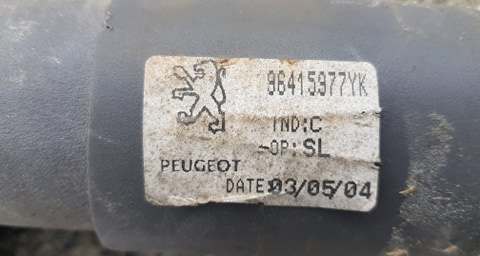 96415977YK
IND:C
-OP:SL
PEUGEOT
DATE:03/05/04